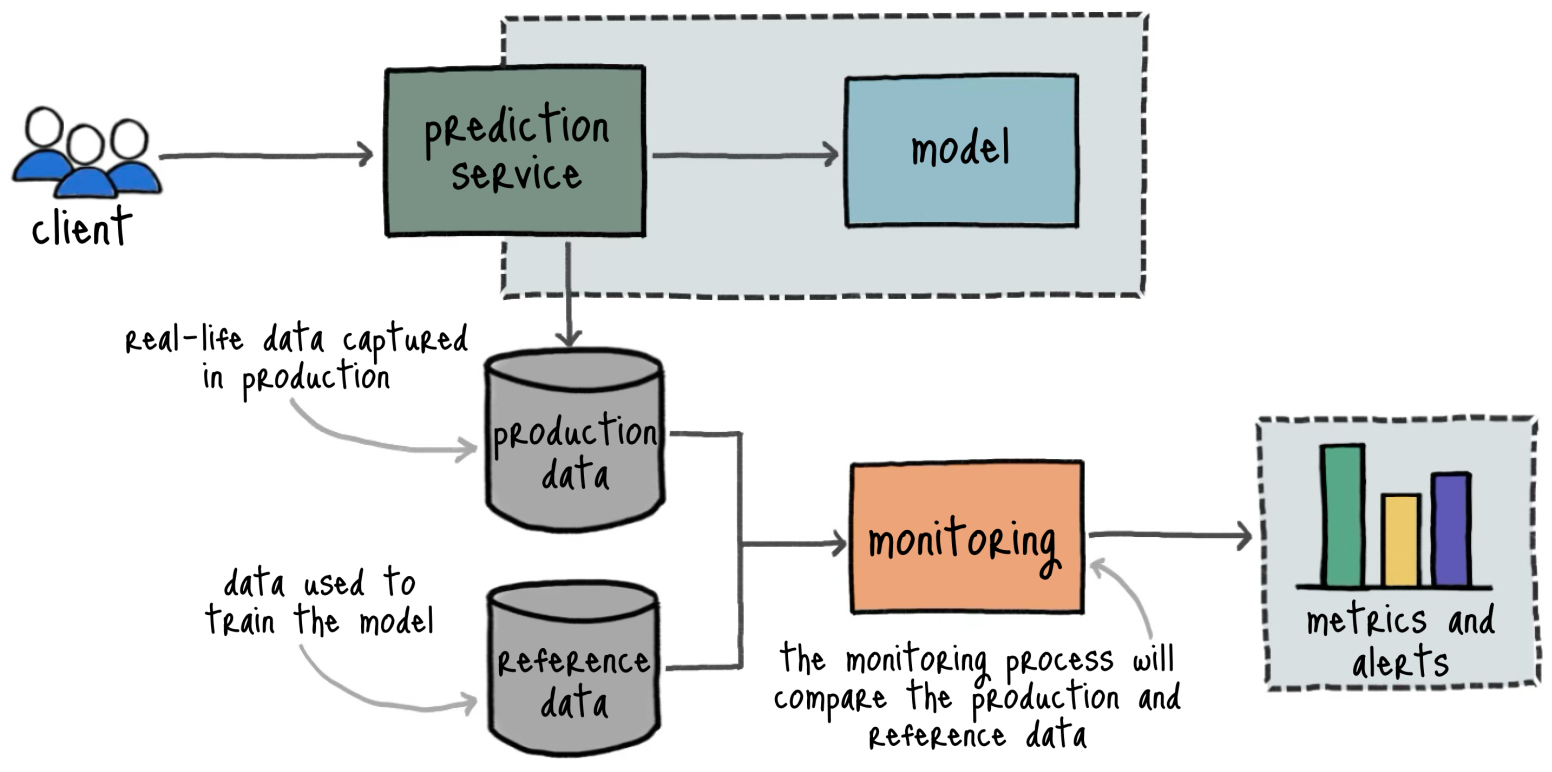 prediction
service
model
client
real-life data captured
in production
production
data
monitoring
data used to
train the model
reference
data
the monitoring process will
compare the production and
reference data
metrics and
alerts